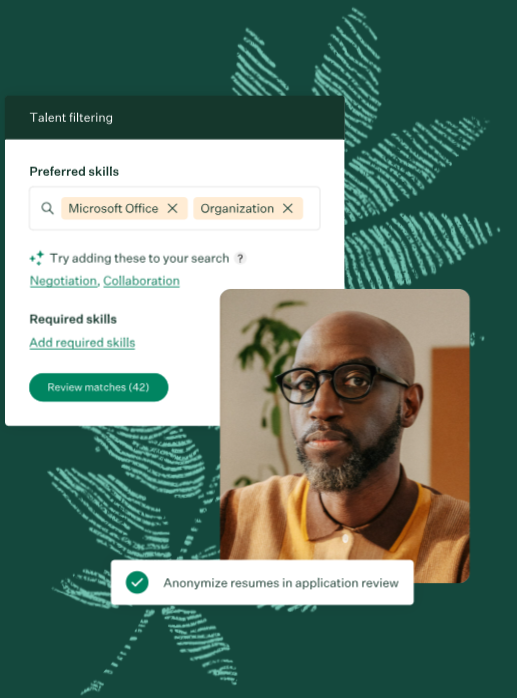 Talent filtering
Preferred skills
Microsoft Office Organization
Try adding these to your search ?
Negotiation, Collaboration
Required skills
Add required skills
Review matches (42)
Anonymize resumes in application review